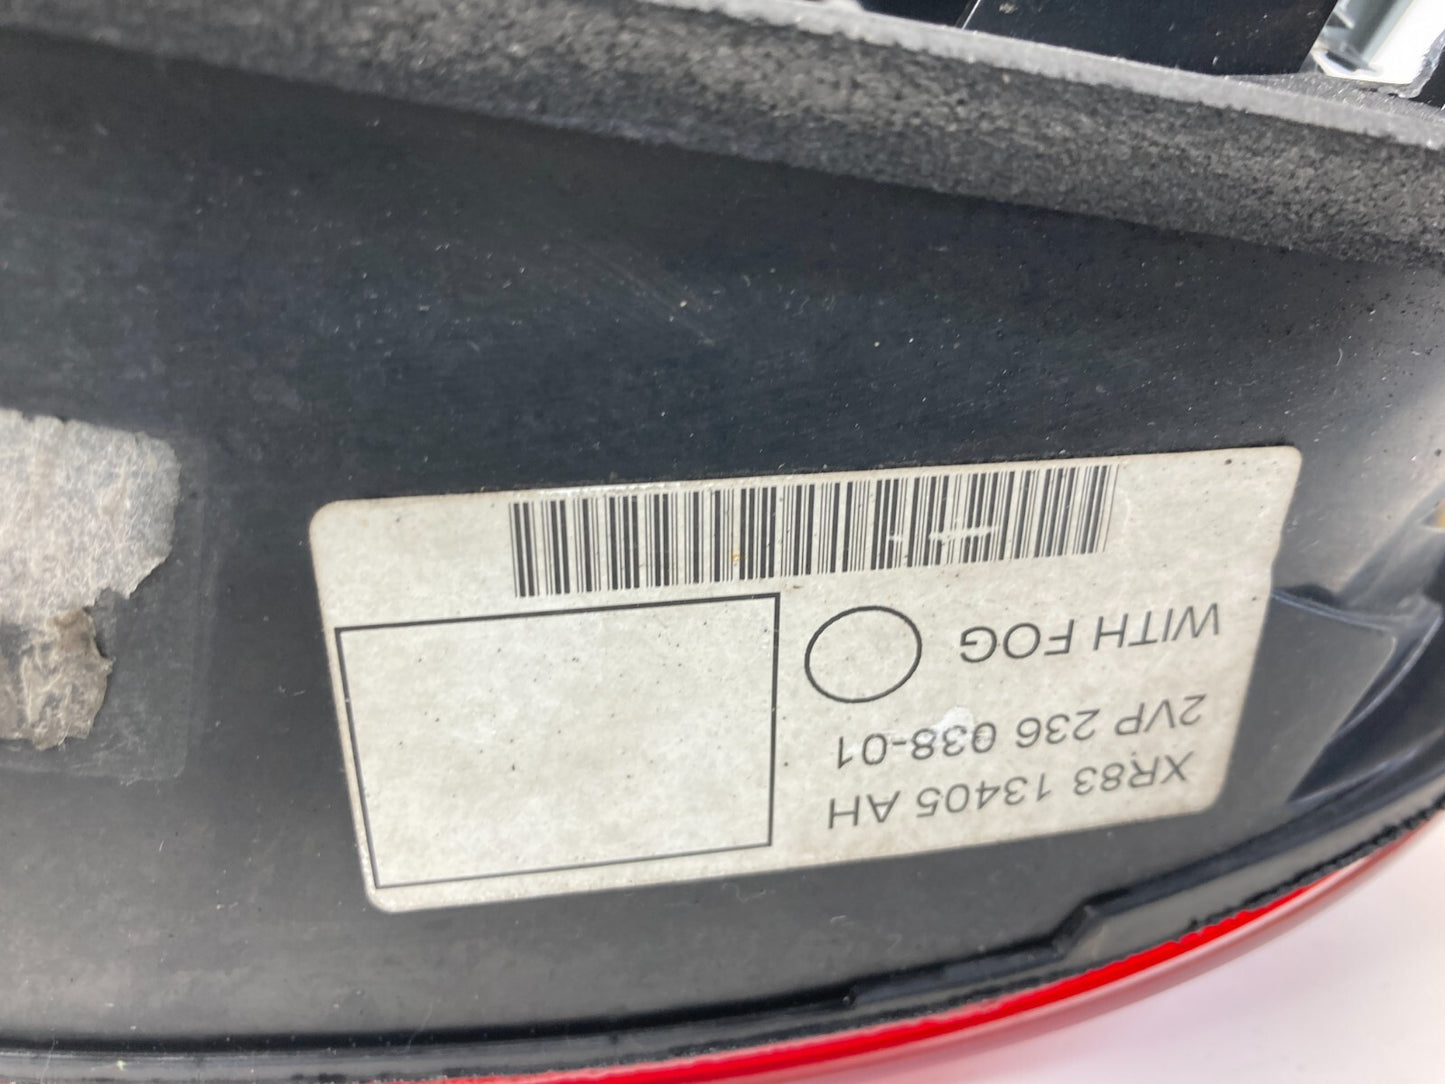 XR83 13405 AH
2VP 236 038-01
WITH FOG